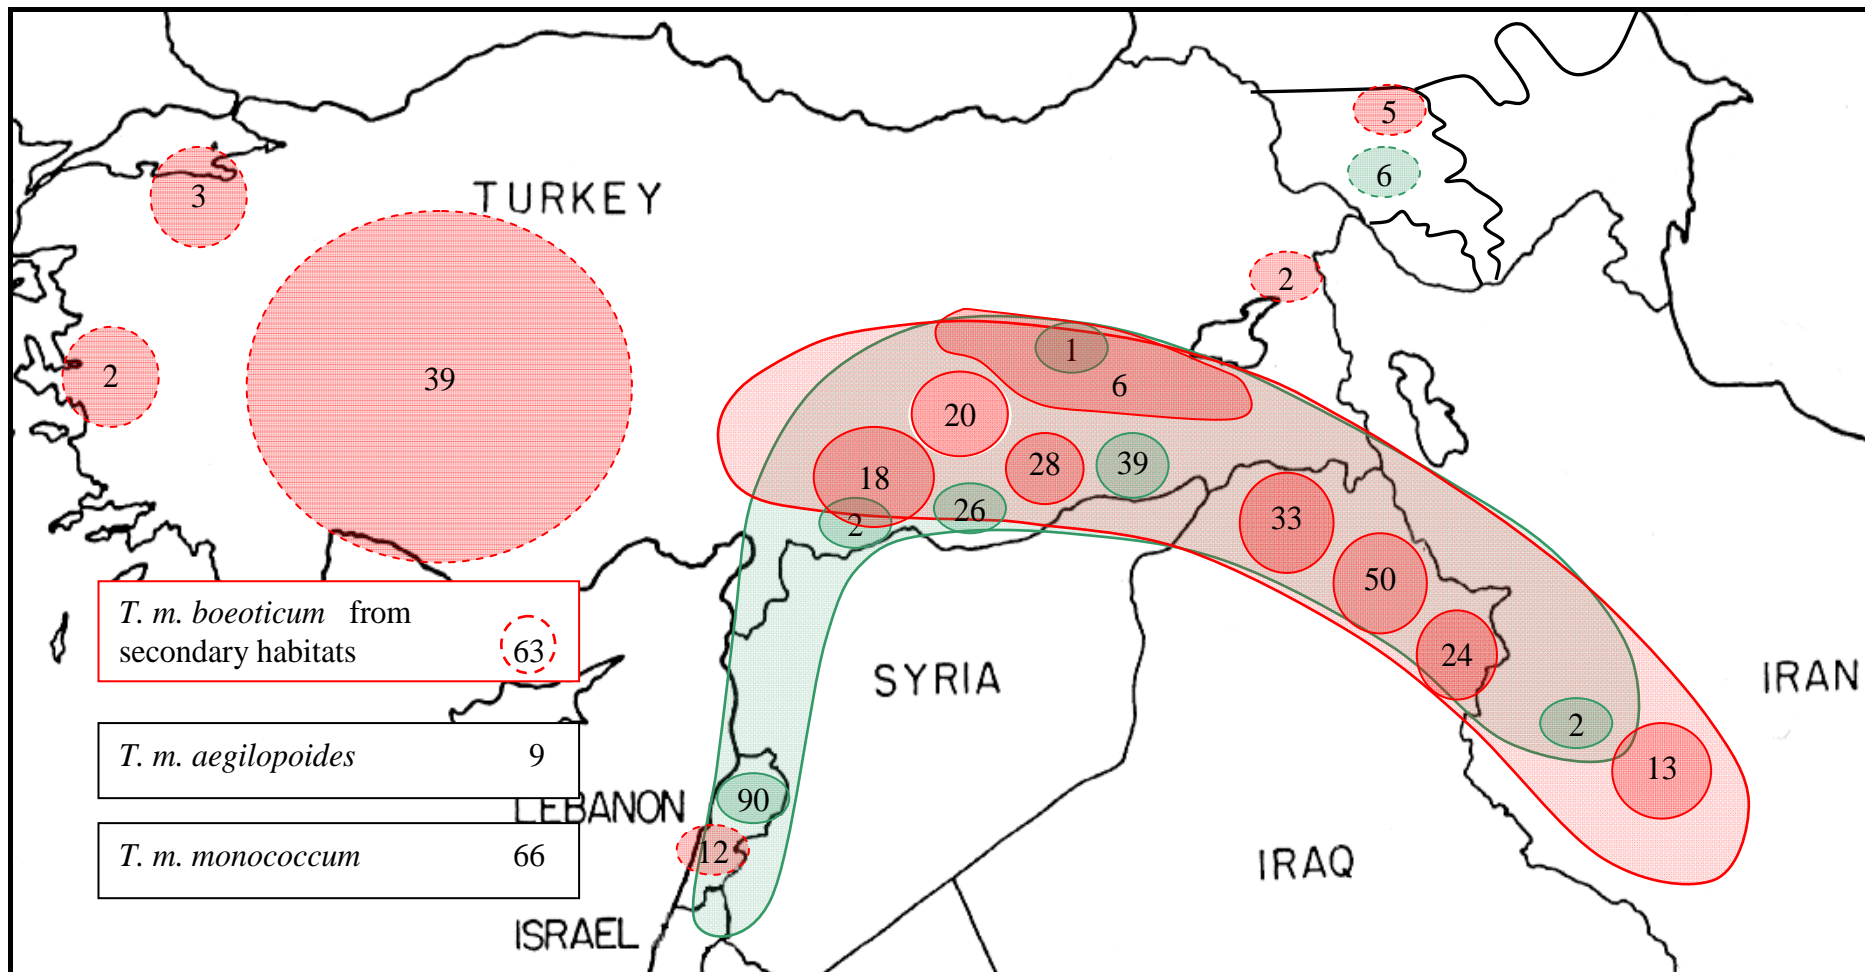 5
6
3
TURKEY
2
1
2
39
6
20
18
28
39
26
2
33
50
24
T. m. boeoticum from
secondary habitats 63
SYRIA
IRAN
2
13
T. m. aegilopoides 9
90
LEBANON
12
T. m. monococcum 66
IRAQ
ISRAEL